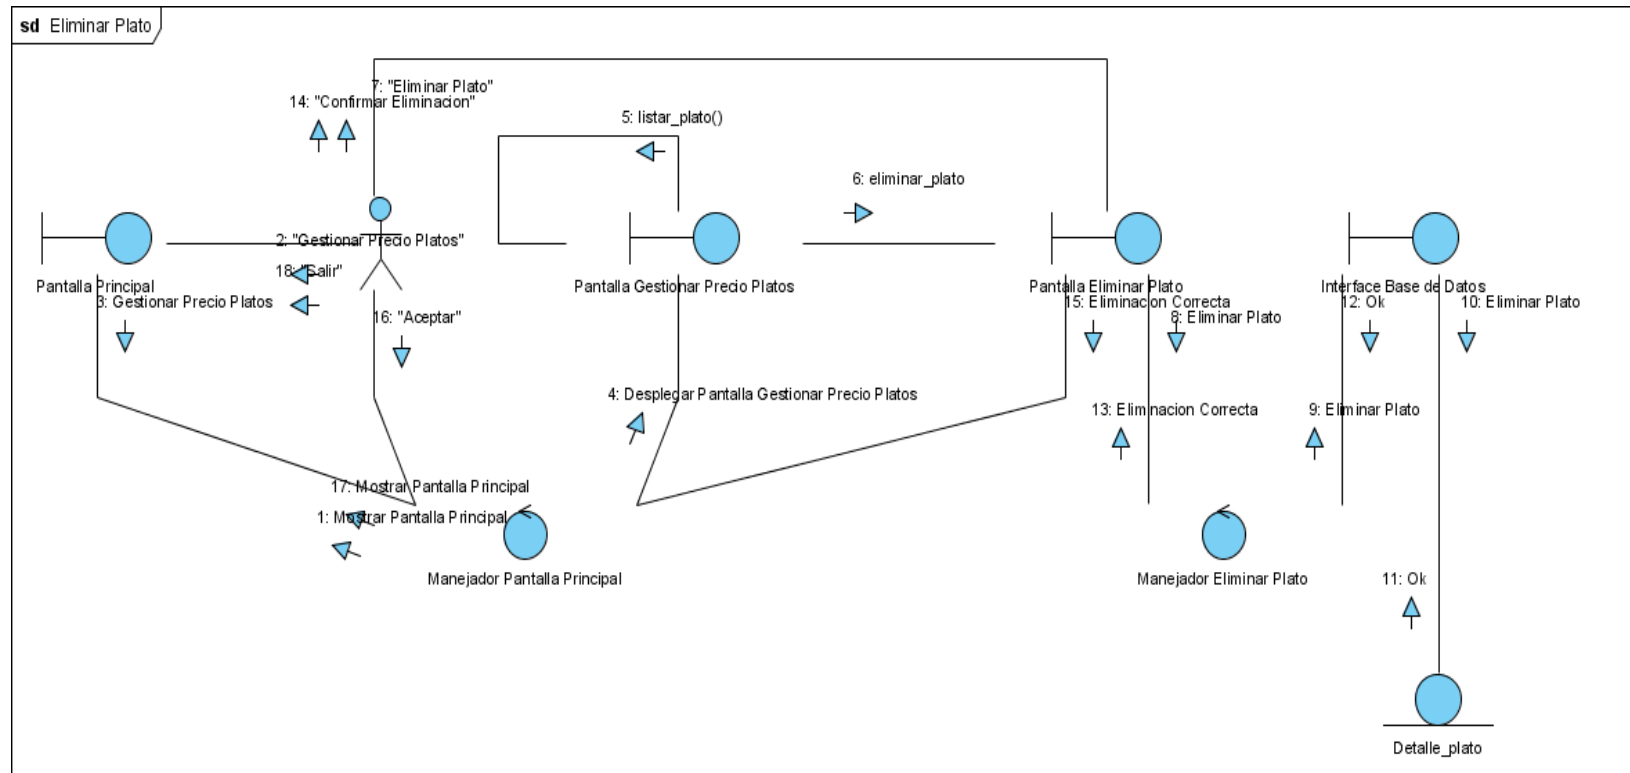 sd Eliminar Plato
7: "Eliminar Plato"
14: "Confirmar Eliminacion"
5: listar_plato()
6: eliminar_plato
2: "Gestionar Precio Platos"
18: "Salir"
Pantalla Principal
3: Gestionar Precio Platos
16: "Aceptar"
Pantalla Gestionar Precio Platos
Pantalla Eliminar Plato
15: Eliminacion Correcta
8: Eliminar Plato
Interface Base de Datos
12: Ok
10: Eliminar Plato
4: Desplegar Pantalla Gestionar Precio Platos
13: Eliminacion Correcta
9: Eliminar Plato
17: Mostrar Pantalla Principal
1: Mostrar Pantalla Principal
Manejador Pantalla Principal
Manejador Eliminar Plato
11: Ok
Detalle_plato